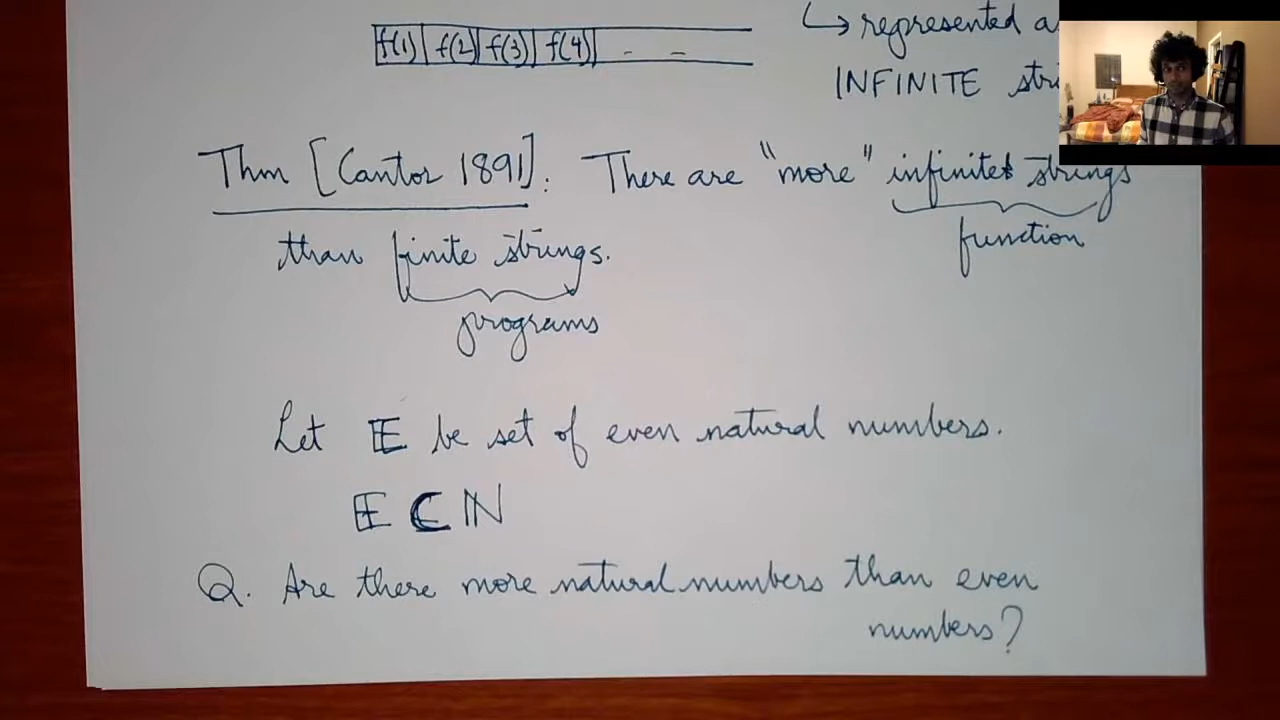 f(1) f(2) f(3) f(4) - -
↳ represented a
INFINITE stri
Thm [Cantor 1891]: There are "more" infinite strings
function
than finite strings.
programs
Let 𝔼 be set of even natural numbers.
𝔼 ⊂ ℕ
Q. Are there more natural numbers than even
numbers?